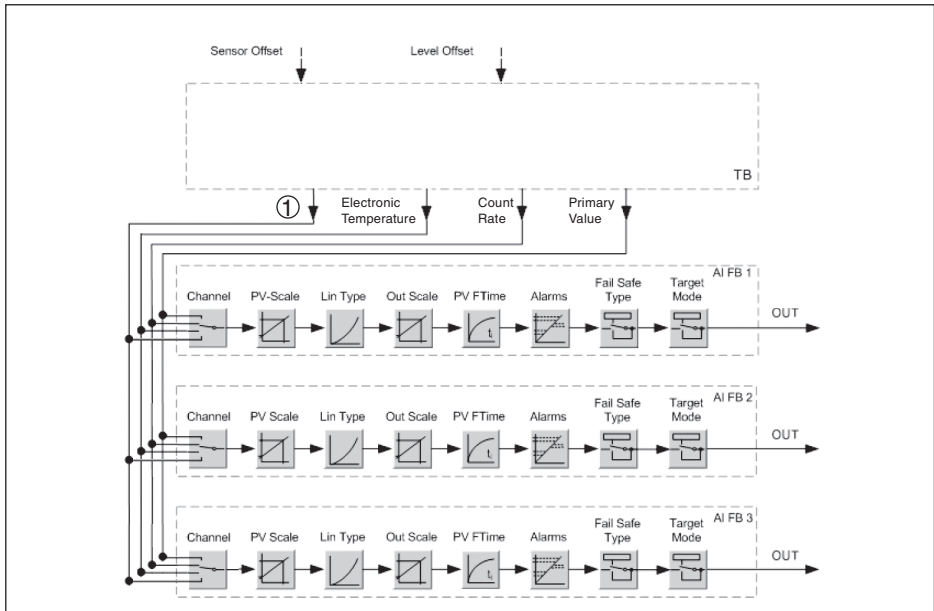 Sensor Offset
Level Offset
TB
①
Electronic
Temperature
Count
Rate
Primary
Value
AI FB 1
Channel
PV-Scale
Lin Type
Out Scale
PV FTime
Alarms
Fail Safe
Type
Target
Mode
OUT
AI FB 2
Channel
PV Scale
Lin Type
Out Scale
PV FTime
Alarms
Fail Safe
Type
Target
Mode
OUT
AI FB 3
Channel
PV Scale
Lin Type
Out Scale
PV FTime
Alarms
Fail Safe
Type
Target
Mode
OUT